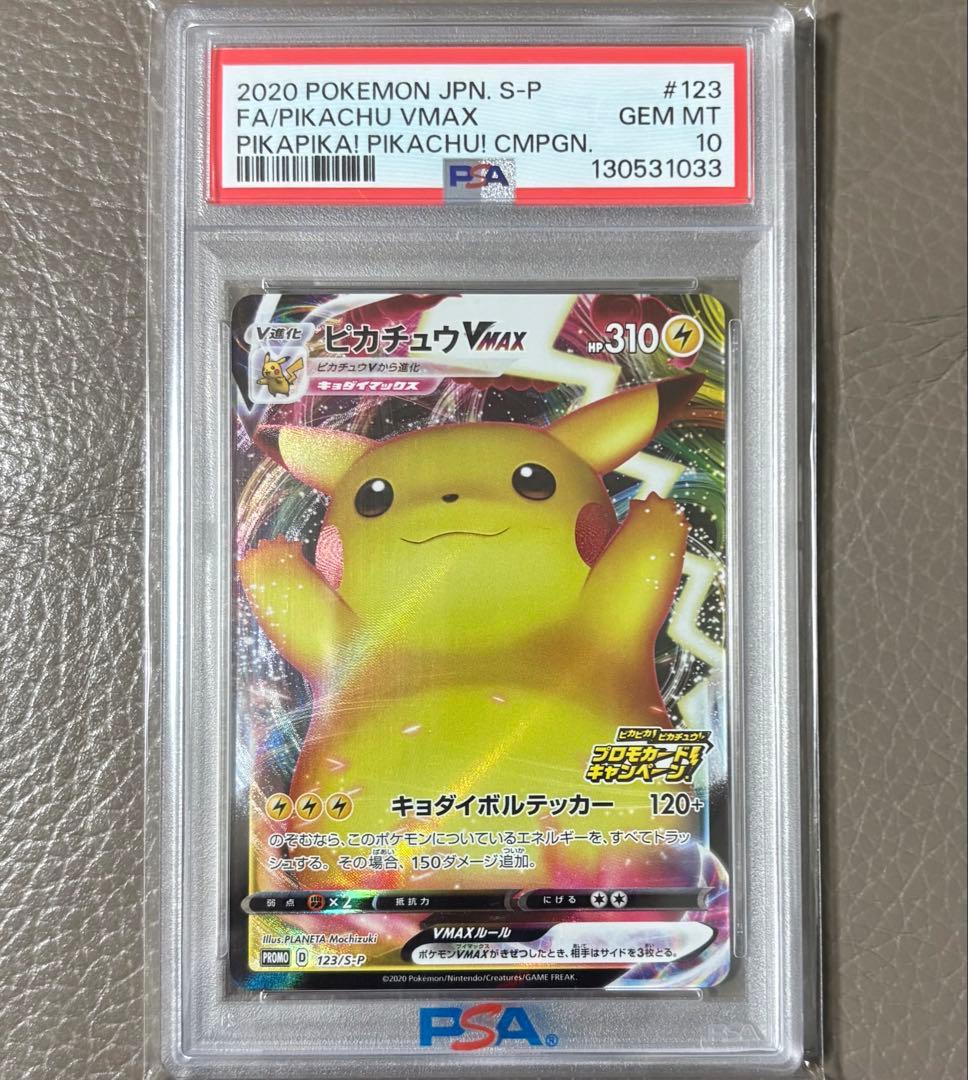 2020 POKEMON JPN. S-P #123
FA/PIKACHU VMAX GEM MT
PIKAPIKA! PIKACHU! CMPGN. 10
130531033
PSA
V進化 ピカチュウVMAX HP310
ピカチュウVから進化
キョダイマックス
ピカピカ! ピカチュウ!
プロモカード
キャンペーン!
キョダイボルテッカー 120+
のぞむなら、このポケモンについているエネルギーを、すべてトラッ
シュする。その場合、150ダメージ追加。
弱点 ×2 抵抗力 にげる
Illus.PLANETA Mochizuki
VMAXルール
ポケモンVMAXがきぜつしたとき、相手はサイドを3枚とる。
PROMO D 123/S-P
©2020 Pokémon/Nintendo/Creatures/GAME FREAK.
PSA®